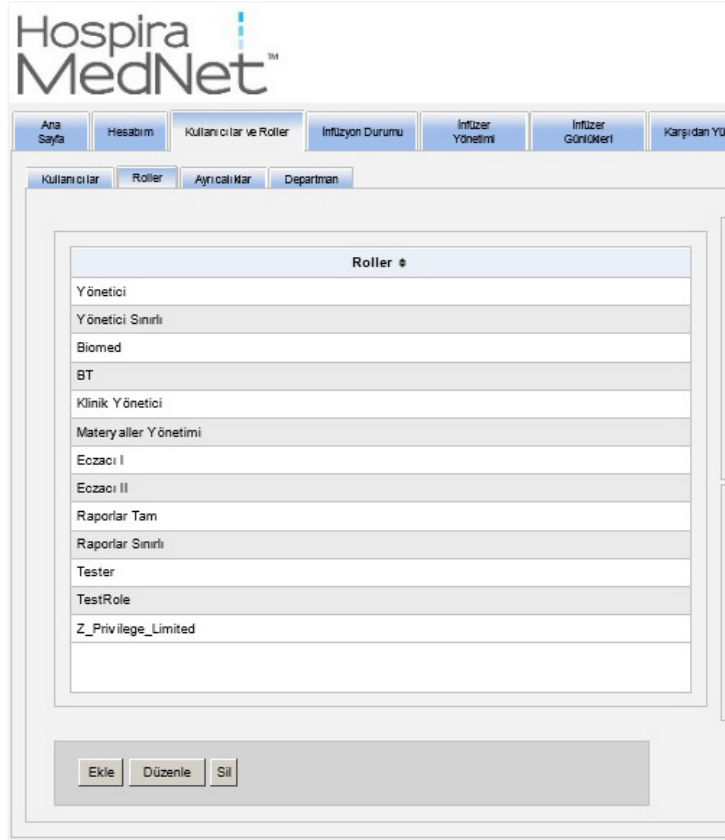 Hospira
MedNet™
Ana Sayfa
Hesabım
Kullanıcılar ve Roller
İnfüzyon Durumu
İnfüzer Yönetimi
İnfüzer Günlükleri
Karşıdan Yü
Kullanıcılar
Roller
Ayrıcalıklar
Departman
Roller
Yönetici
Yönetici Sınırlı
Biomed
BT
Klinik Yönetici
Materyaller Yönetimi
Eczacı I
Eczacı II
Raporlar Tam
Raporlar Sınırlı
Tester
TestRole
Z_Privilege_Limited
Ekle
Düzenle
Sil